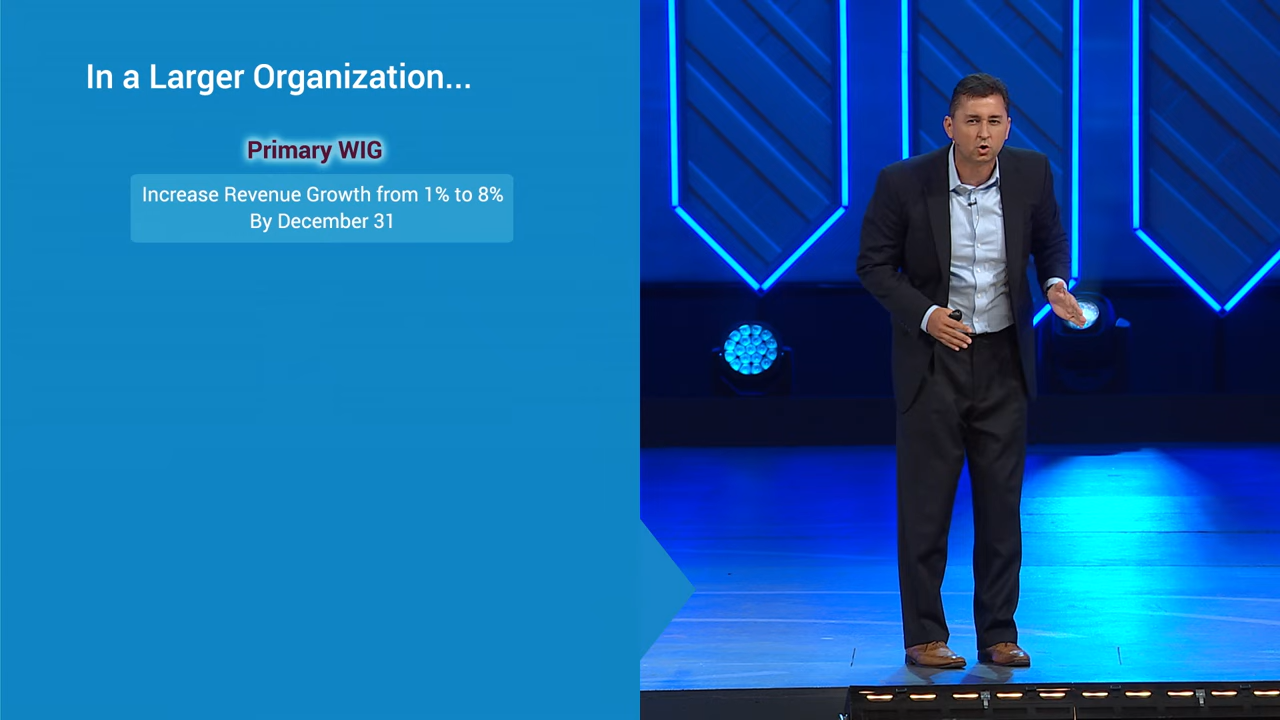 In a Larger Organization...
Primary WIG
Increase Revenue Growth from 1% to 8%
By December 31